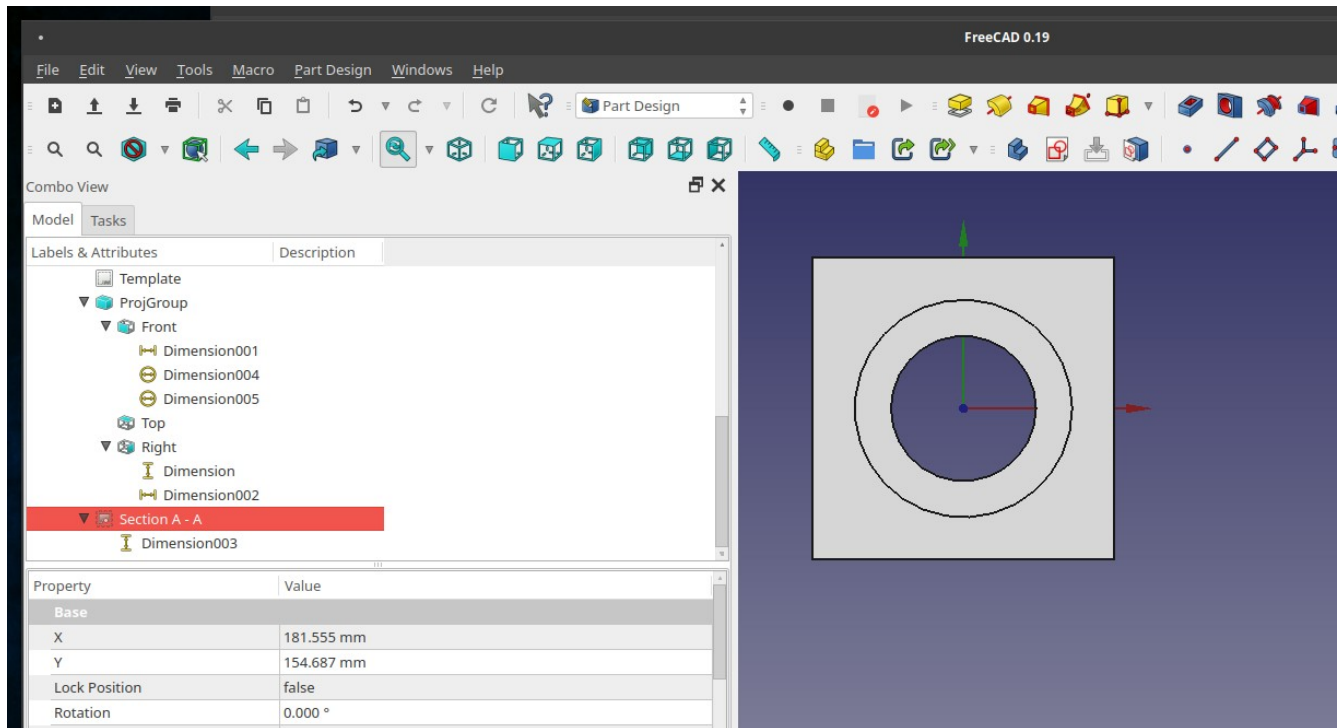 FreeCAD 0.19
File Edit View Tools Macro Part Design Windows Help
Part Design
Combo View
Model Tasks
Labels & Attributes Description
Template
ProjGroup
Front
Dimension001
Dimension004
Dimension005
Top
Right
Dimension
Dimension002
Section A - A
Dimension003
Property Value
Base
X 181.555 mm
Y 154.687 mm
Lock Position false
Rotation 0.000 °